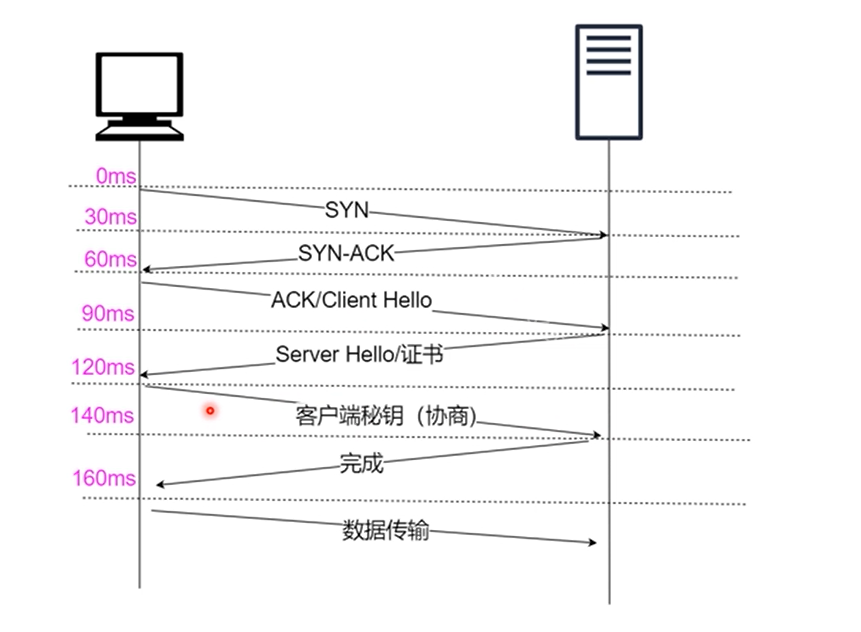 0ms
SYN
30ms
SYN-ACK
60ms
ACK/Client Hello
90ms
Server Hello/证书
120ms
客户端秘钥（协商)
140ms
完成
160ms
数据传输